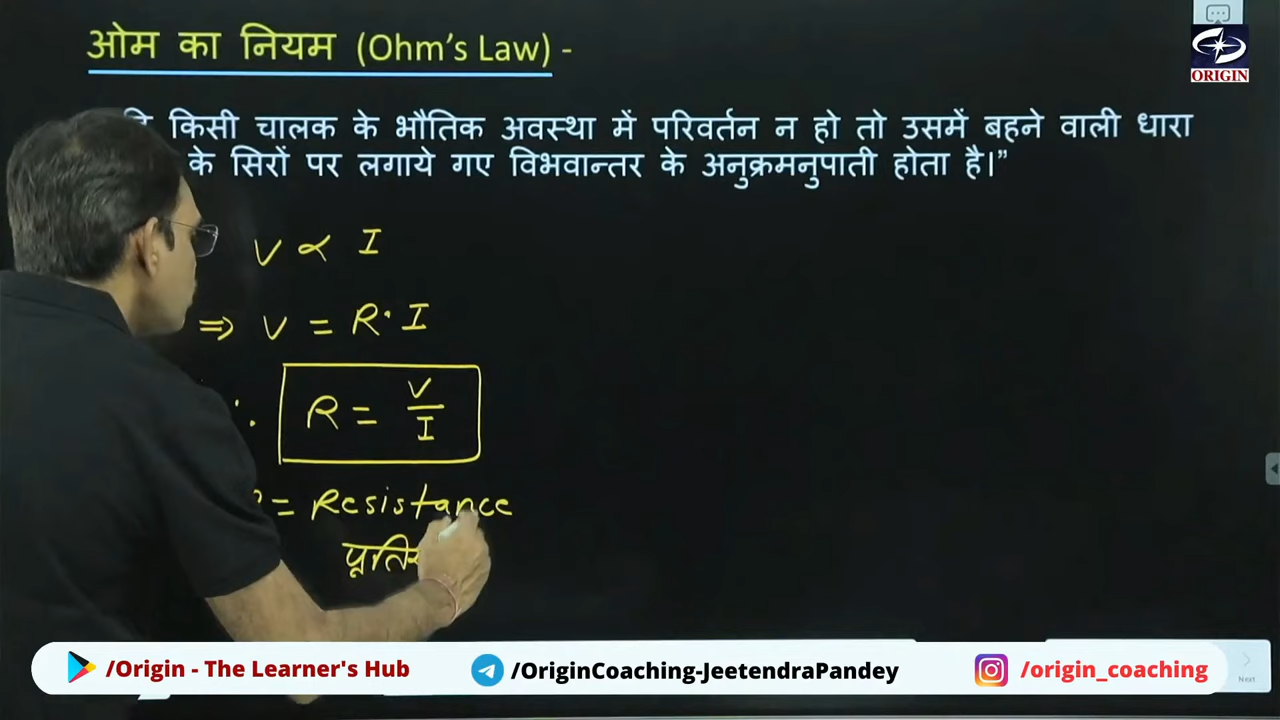 ओम का नियम (Ohm's Law) -
ORIGIN
किसी चालक के भौतिक अवस्था में परिवर्तन न हो तो उसमें बहने वाली धारा
के सिरों पर लगाये गए विभवान्तर के अनुक्रमनुपाती होता है।”
V ∝ I
⇒ V = R·I
∴ R = V/I
= Resistance
/Origin - The Learner's Hub
/OriginCoaching-JeetendraPandey
/origin_coaching
Next